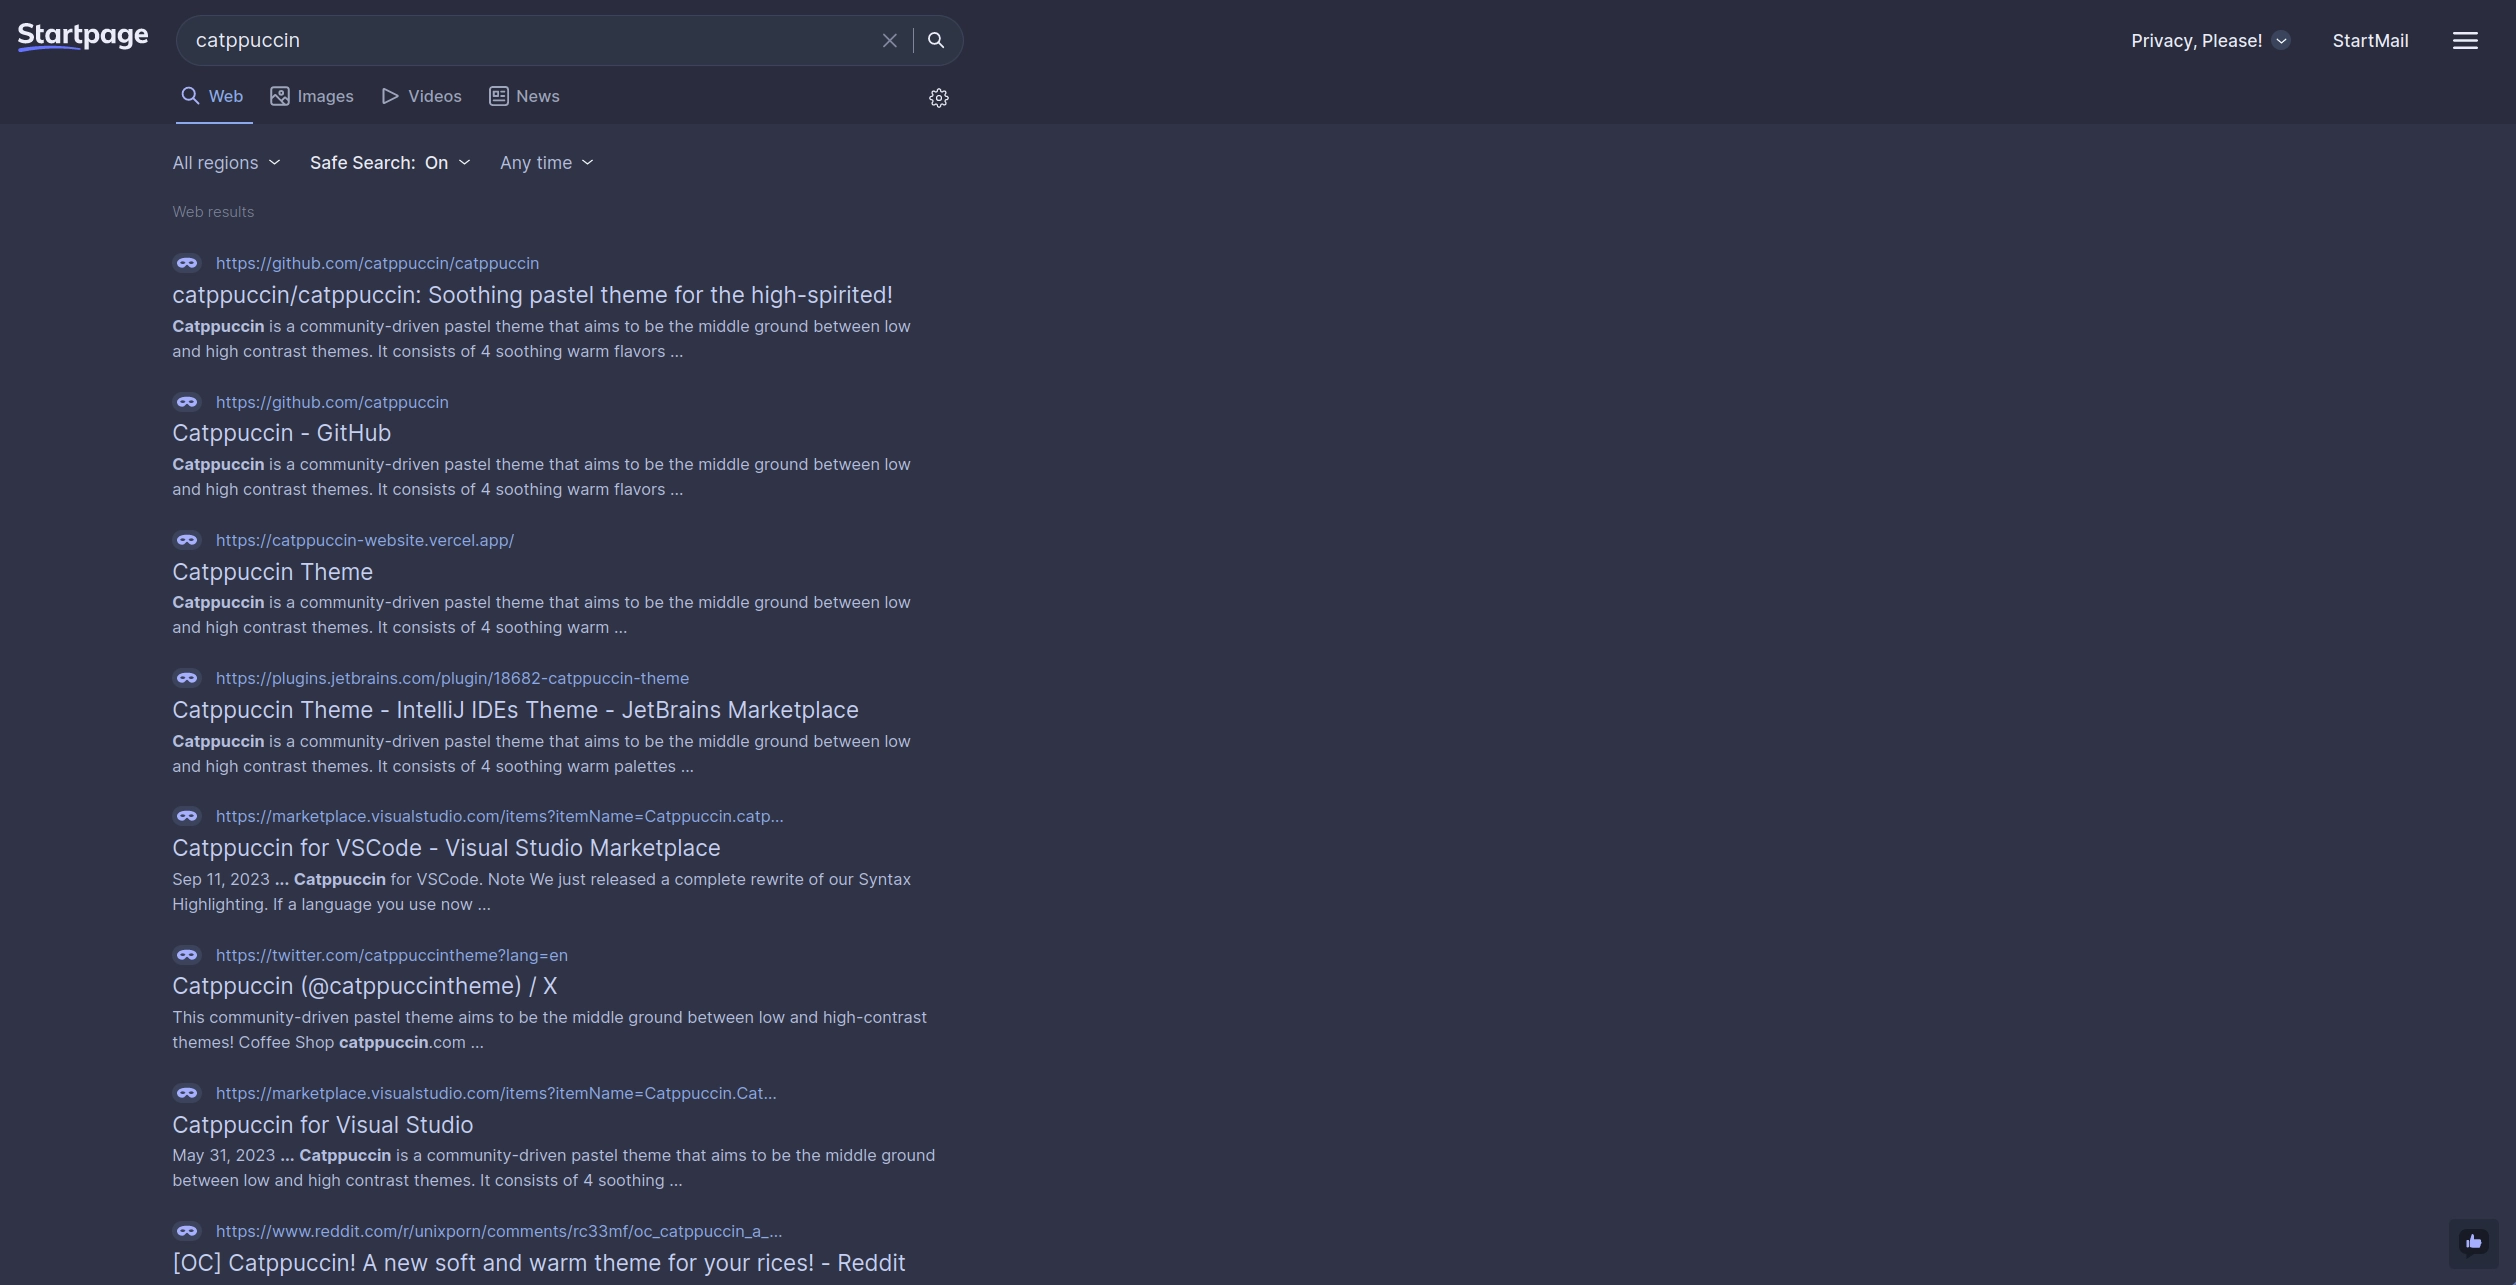 Startpage
catppuccin
Privacy, Please!
StartMail
Web
Images
Videos
News
All regions
Safe Search: On
Any time
Web results
https://github.com/catppuccin/catppuccin
catppuccin/catppuccin: Soothing pastel theme for the high-spirited!
Catppuccin is a community-driven pastel theme that aims to be the middle ground between low
and high contrast themes. It consists of 4 soothing warm flavors ...
https://github.com/catppuccin
Catppuccin - GitHub
Catppuccin is a community-driven pastel theme that aims to be the middle ground between low
and high contrast themes. It consists of 4 soothing warm flavors ...
https://catppuccin-website.vercel.app/
Catppuccin Theme
Catppuccin is a community-driven pastel theme that aims to be the middle ground between low
and high contrast themes. It consists of 4 soothing warm ...
https://plugins.jetbrains.com/plugin/18682-catppuccin-theme
Catppuccin Theme - IntelliJ IDEs Theme - JetBrains Marketplace
Catppuccin is a community-driven pastel theme that aims to be the middle ground between low
and high contrast themes. It consists of 4 soothing warm palettes ...
https://marketplace.visualstudio.com/items?itemName=Catppuccin.catp...
Catppuccin for VSCode - Visual Studio Marketplace
Sep 11, 2023 ... Catppuccin for VSCode. Note We just released a complete rewrite of our Syntax
Highlighting. If a language you use now ...
https://twitter.com/catppuccintheme?lang=en
Catppuccin (@catppuccintheme) / X
This community-driven pastel theme aims to be the middle ground between low and high-contrast
themes! Coffee Shop catppuccin.com ...
https://marketplace.visualstudio.com/items?itemName=Catppuccin.Cat...
Catppuccin for Visual Studio
May 31, 2023 ... Catppuccin is a community-driven pastel theme that aims to be the middle ground
between low and high contrast themes. It consists of 4 soothing ...
https://www.reddit.com/r/unixporn/comments/rc33mf/oc_catppuccin_a_...
[OC] Catppuccin! A new soft and warm theme for your rices! - Reddit